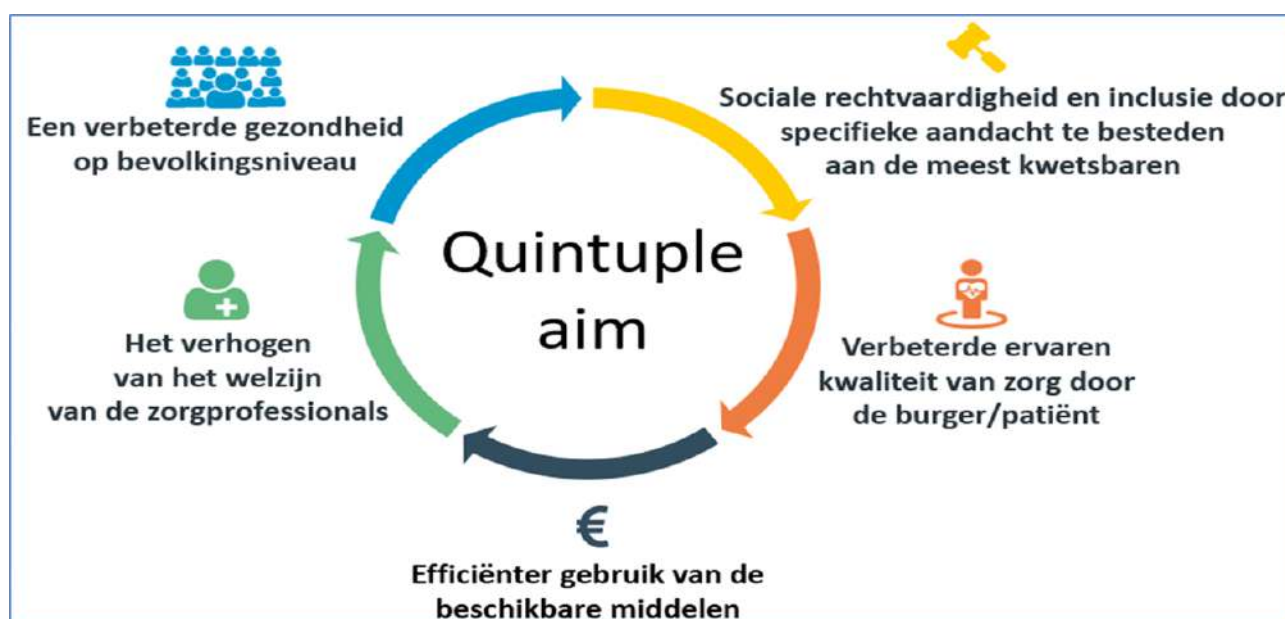 Een verbeterde gezondheid
op bevolkingsniveau
Sociale rechtvaardigheid en inclusie door
specifieke aandacht te besteden
aan de meest kwetsbaren
Quintuple
aim
Het verhogen
van het welzijn
van de zorgprofessionals
Verbeterde ervaren
kwaliteit van zorg door
de burger/patiënt
€
Efficiënter gebruik van de
beschikbare middelen